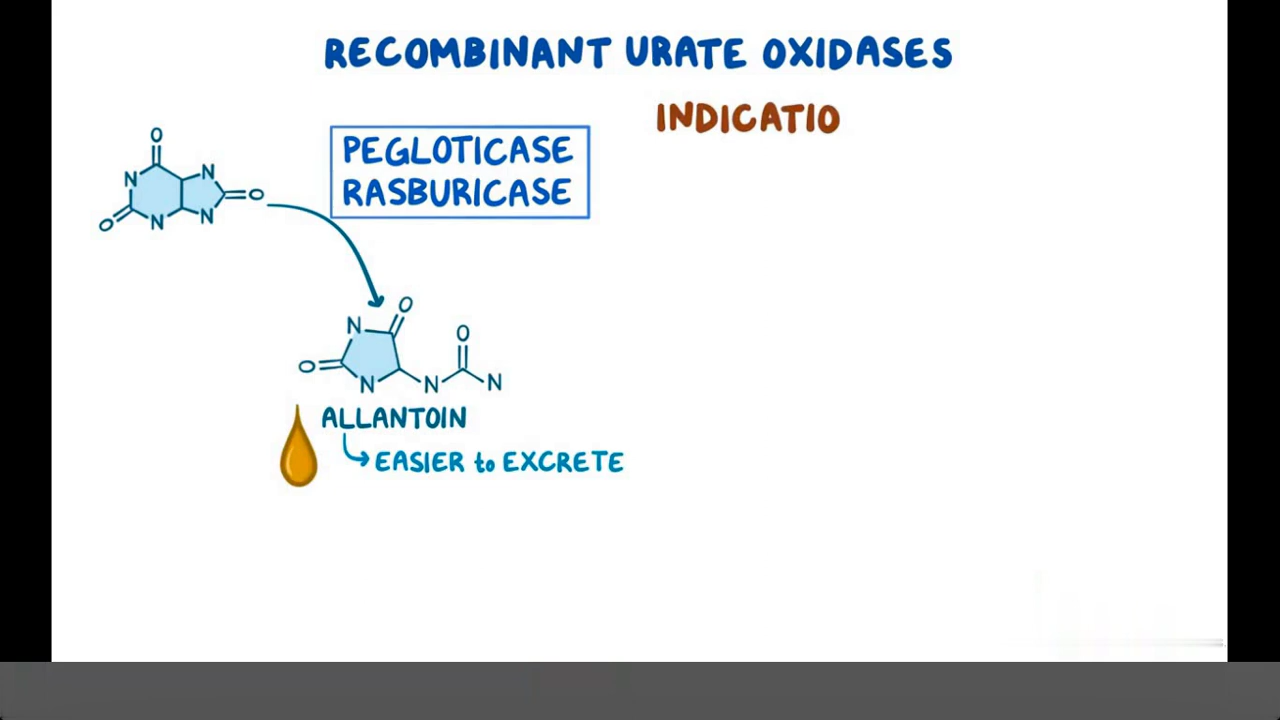 RECOMBINANT URATE OXIDASES
INDICATIO
PEGLOTICASE
RASBURICASE
O
N
N
O
O
N
N
O
N
O
O
N
N
N
ALLANTOIN
EASIER to EXCRETE